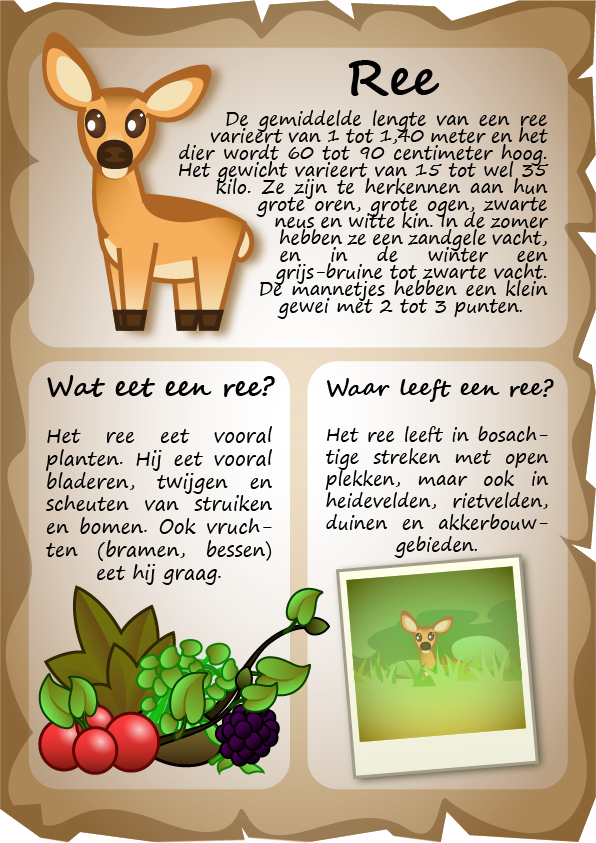 Ree
De gemiddelde lengte van een ree
varieert van 1 tot 1,40 meter en het
dier wordt 60 tot 90 centimeter hoog.
Het gewicht varieert van 15 tot wel 35
kilo. Ze zijn te herkennen aan hun
grote oren, grote ogen, zwarte
neus en witte kin. In de zomer
hebben ze een zandgele vacht,
en in de winter een
grijs-bruine tot zwarte vacht.
De mannetjes hebben een klein
gewei met 2 tot 3 punten.
Wat eet een ree?
Het ree eet vooral
planten. Hij eet vooral
bladeren, twijgen en
scheuten van struiken
en bomen. Ook vruch-
ten (bramen, bessen)
eet hij graag.
Waar leeft een ree?
Het ree leeft in bosach-
tige streken met open
plekken, maar ook in
heidevelden, rietvelden,
duinen en akkerbouw-
gebieden.